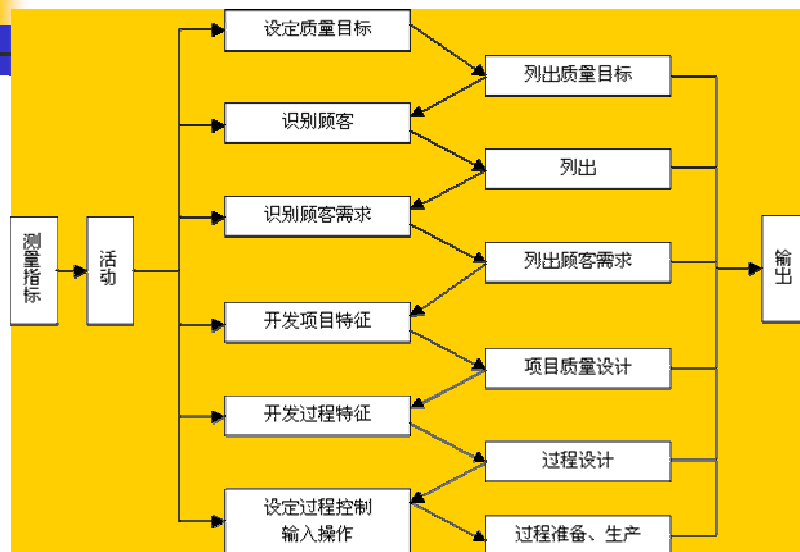 设定质量目标
列出质量目标
识别顾客
列出
识别顾客需求
测量指标
活动
列出顾客需求
输出
开发项目特征
项目质量设计
开发过程特征
过程设计
设定过程控制
输入操作
过程准备、生产